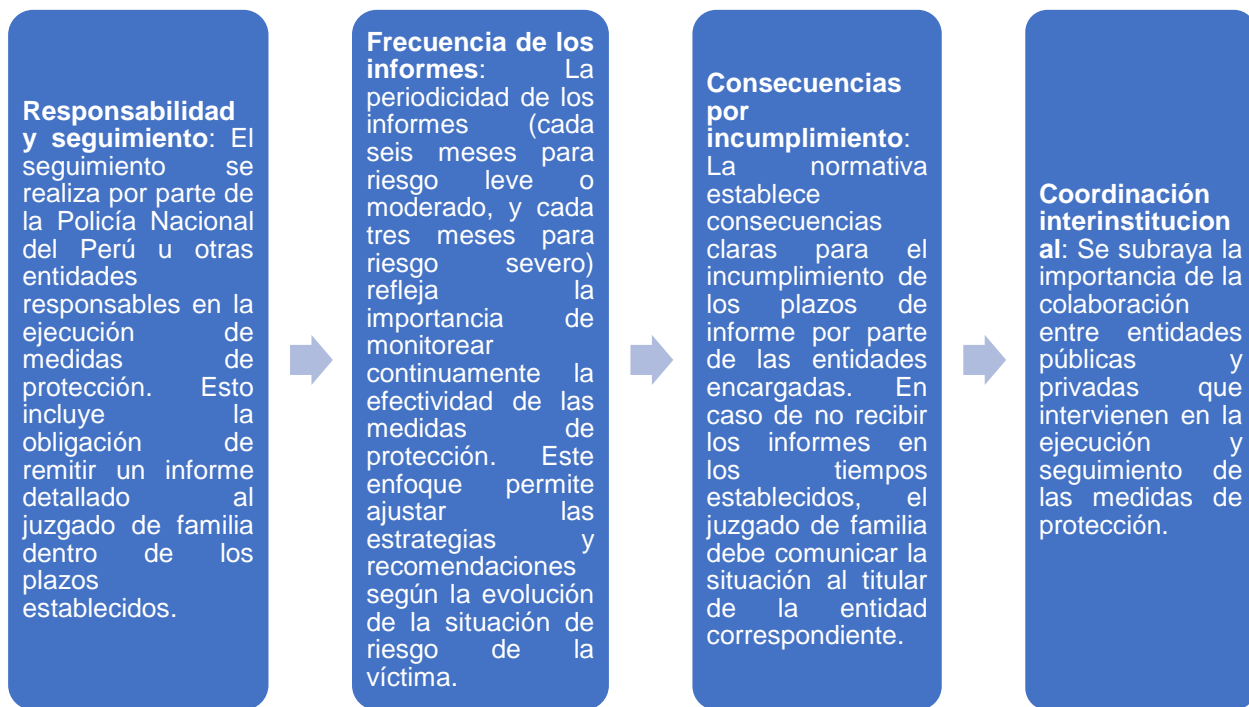 Responsabilidad
y seguimiento: El
seguimiento se
realiza por parte de
la Policía Nacional
del Perú u otras
entidades
responsables en la
ejecución de
medidas de
protección. Esto
incluye la
obligación de
remitir un informe
detallado al
juzgado de familia
dentro de los
plazos
establecidos.
Frecuencia de los
informes: La
periodicidad de los
informes (cada
seis meses para
riesgo leve o
moderado, y cada
tres meses para
riesgo severo)
refleja la
importancia de
monitorear
continuamente la
efectividad de las
medidas de
protección. Este
enfoque permite
ajustar las
estrategias y
recomendaciones
según la evolución
de la situación de
riesgo de la
víctima.
Consecuencias
por
incumplimiento:
La normativa
establece
consecuencias
claras para el
incumplimiento de
los plazos de
informe por parte
de las entidades
encargadas. En
caso de no recibir
los informes en
los tiempos
establecidos, el
juzgado de familia
debe comunicar la
situación al titular
de la entidad
correspondiente.
Coordinación
interinstitucion
al: Se subraya la
importancia de la
colaboración
entre entidades
públicas y
privadas que
intervienen en la
ejecución y
seguimiento de
las medidas de
protección.